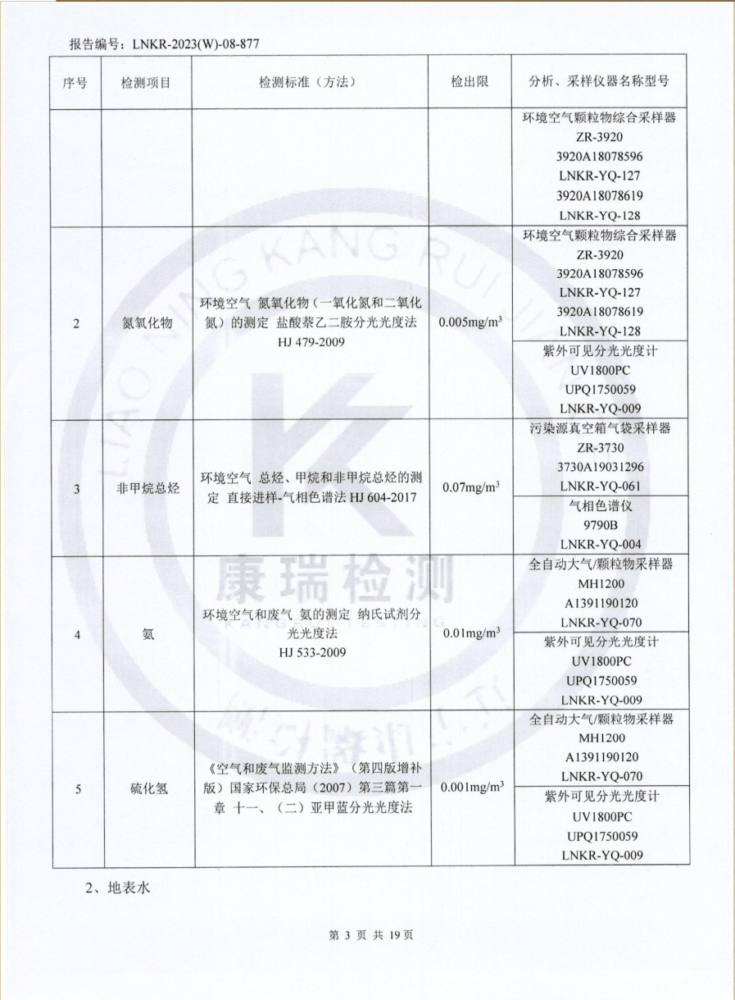 报告编号：LNKR-2023(W)-08-877
序号 检测项目 检测标准（方法） 检出限 分析、采样仪器名称型号
环境空气颗粒物综合采样器
ZR-3920
3920A18078596
LNKR-YQ-127
3920A18078619
LNKR-YQ-128
2
氮氧化物
环境空气 氮氧化物（一氧化氮和二氧化
氮）的测定 盐酸萘乙二胺分光光度法
HJ 479-2009
0.005mg/m³
环境空气颗粒物综合采样器
ZR-3920
3920A18078596
LNKR-YQ-127
3920A18078619
LNKR-YQ-128
紫外可见分光光度计
UV1800PC
UPQ1750059
LNKR-YQ-009
3
非甲烷总烃
环境空气 总烃、甲烷和非甲烷总烃的测
定 直接进样-气相色谱法 HJ 604-2017
0.07mg/m³
污染源真空箱气袋采样器
ZR-3730
3730A19031296
LNKR-YQ-061
气相色谱仪
9790B
LNKR-YQ-004
4
氨
环境空气和废气 氨的测定 纳氏试剂分
光光度法
HJ 533-2009
0.01mg/m³
全自动大气/颗粒物采样器
MH1200
A1391190120
LNKR-YQ-070
紫外可见分光光度计
UV1800PC
UPQ1750059
LNKR-YQ-009
5
硫化氢
《空气和废气监测方法》（第四版增补
版）国家环保总局（2007）第三篇第一
章 十一、（二）亚甲蓝分光光度法
0.001mg/m³
全自动大气/颗粒物采样器
MH1200
A1391190120
LNKR-YQ-070
紫外可见分光光度计
UV1800PC
UPQ1750059
LNKR-YQ-009
2、地表水
第 3 页 共 19 页
LIAO NING KANG RUI
康瑞检测
KANGRUI TESTING